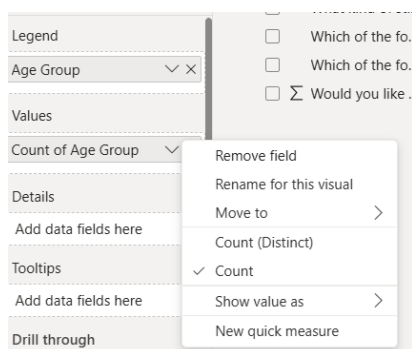 Legend
Age Group
Values
Count of Age Group
Details
Add data fields here
Tooltips
Add data fields here
Drill through
Which of the fo.
Which of the fo.
Σ Would you like .
Remove field
Rename for this visual
Move to
Count (Distinct)
Count
Show value as
New quick measure